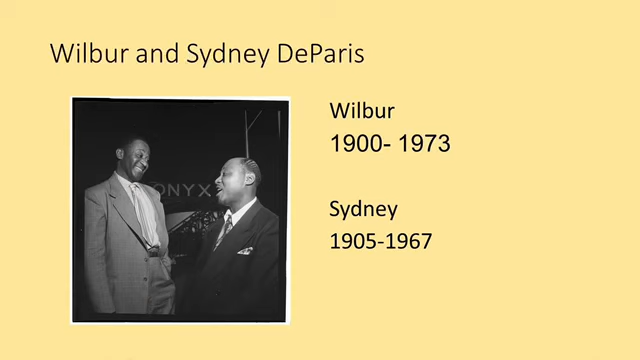 Wilbur and Sydney DeParis
Wilbur
1900- 1973
ONYX
Sydney
1905-1967